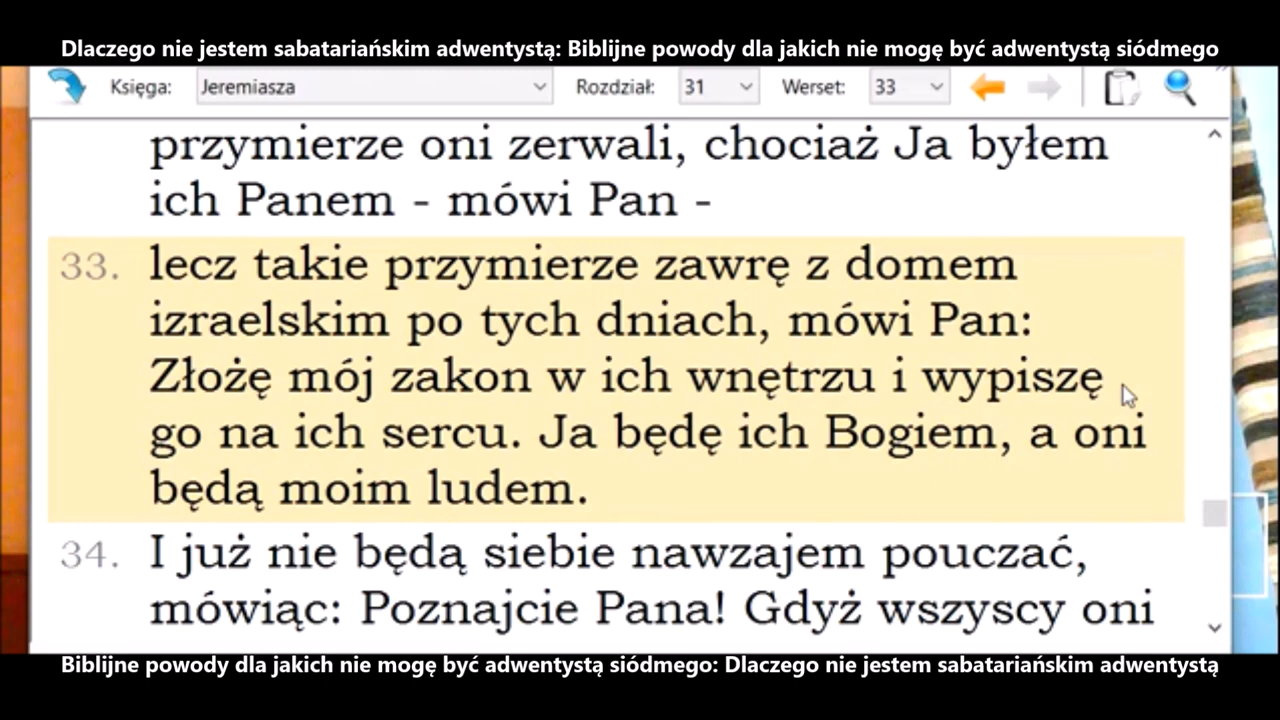 Dlaczego nie jestem sabatariańskim adwentystą: Biblijne powody dla jakich nie mogę być adwentystą siódmego
Księga: Jeremiasza Rozdział: 31 Werset: 33
przymierze oni zerwali, chociaż Ja byłem
ich Panem - mówi Pan -
33. lecz takie przymierze zawrę z domem
izraelskim po tych dniach, mówi Pan:
Złożę mój zakon w ich wnętrzu i wypiszę
go na ich sercu. Ja będę ich Bogiem, a oni
będą moim ludem.
34. I już nie będą siebie nawzajem pouczać,
mówiąc: Poznajcie Pana! Gdyż wszyscy oni
Biblijne powody dla jakich nie mogę być adwentystą siódmego: Dlaczego nie jestem sabatariańskim adwentystą